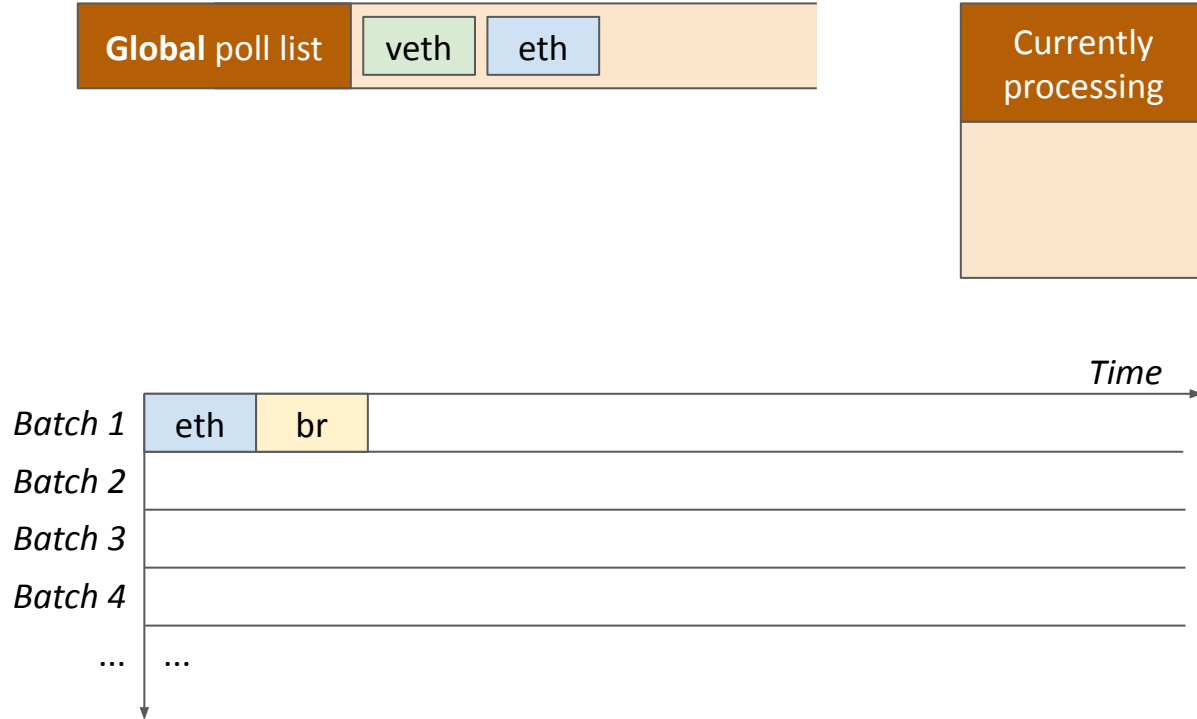 Global poll list
veth
eth
Currently
processing
Time
Batch 1
eth
br
Batch 2
Batch 3
Batch 4
...
...